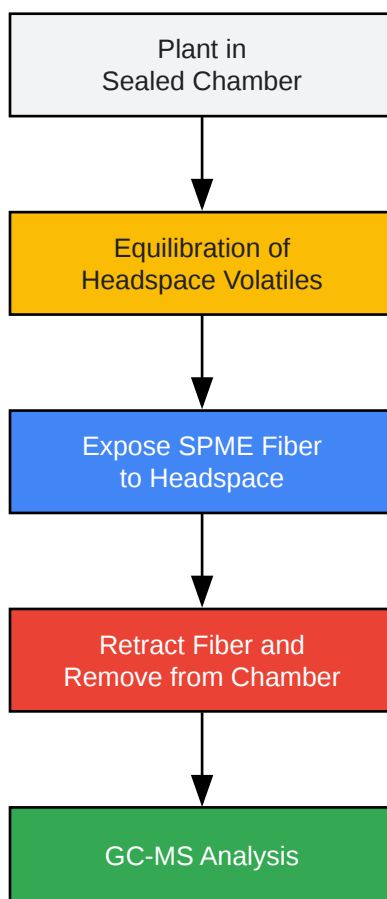 Plant in
Sealed Chamber
Equilibration of
Headspace Volatiles
Expose SPME Fiber
to Headspace
Retract Fiber and
Remove from Chamber
GC-MS Analysis